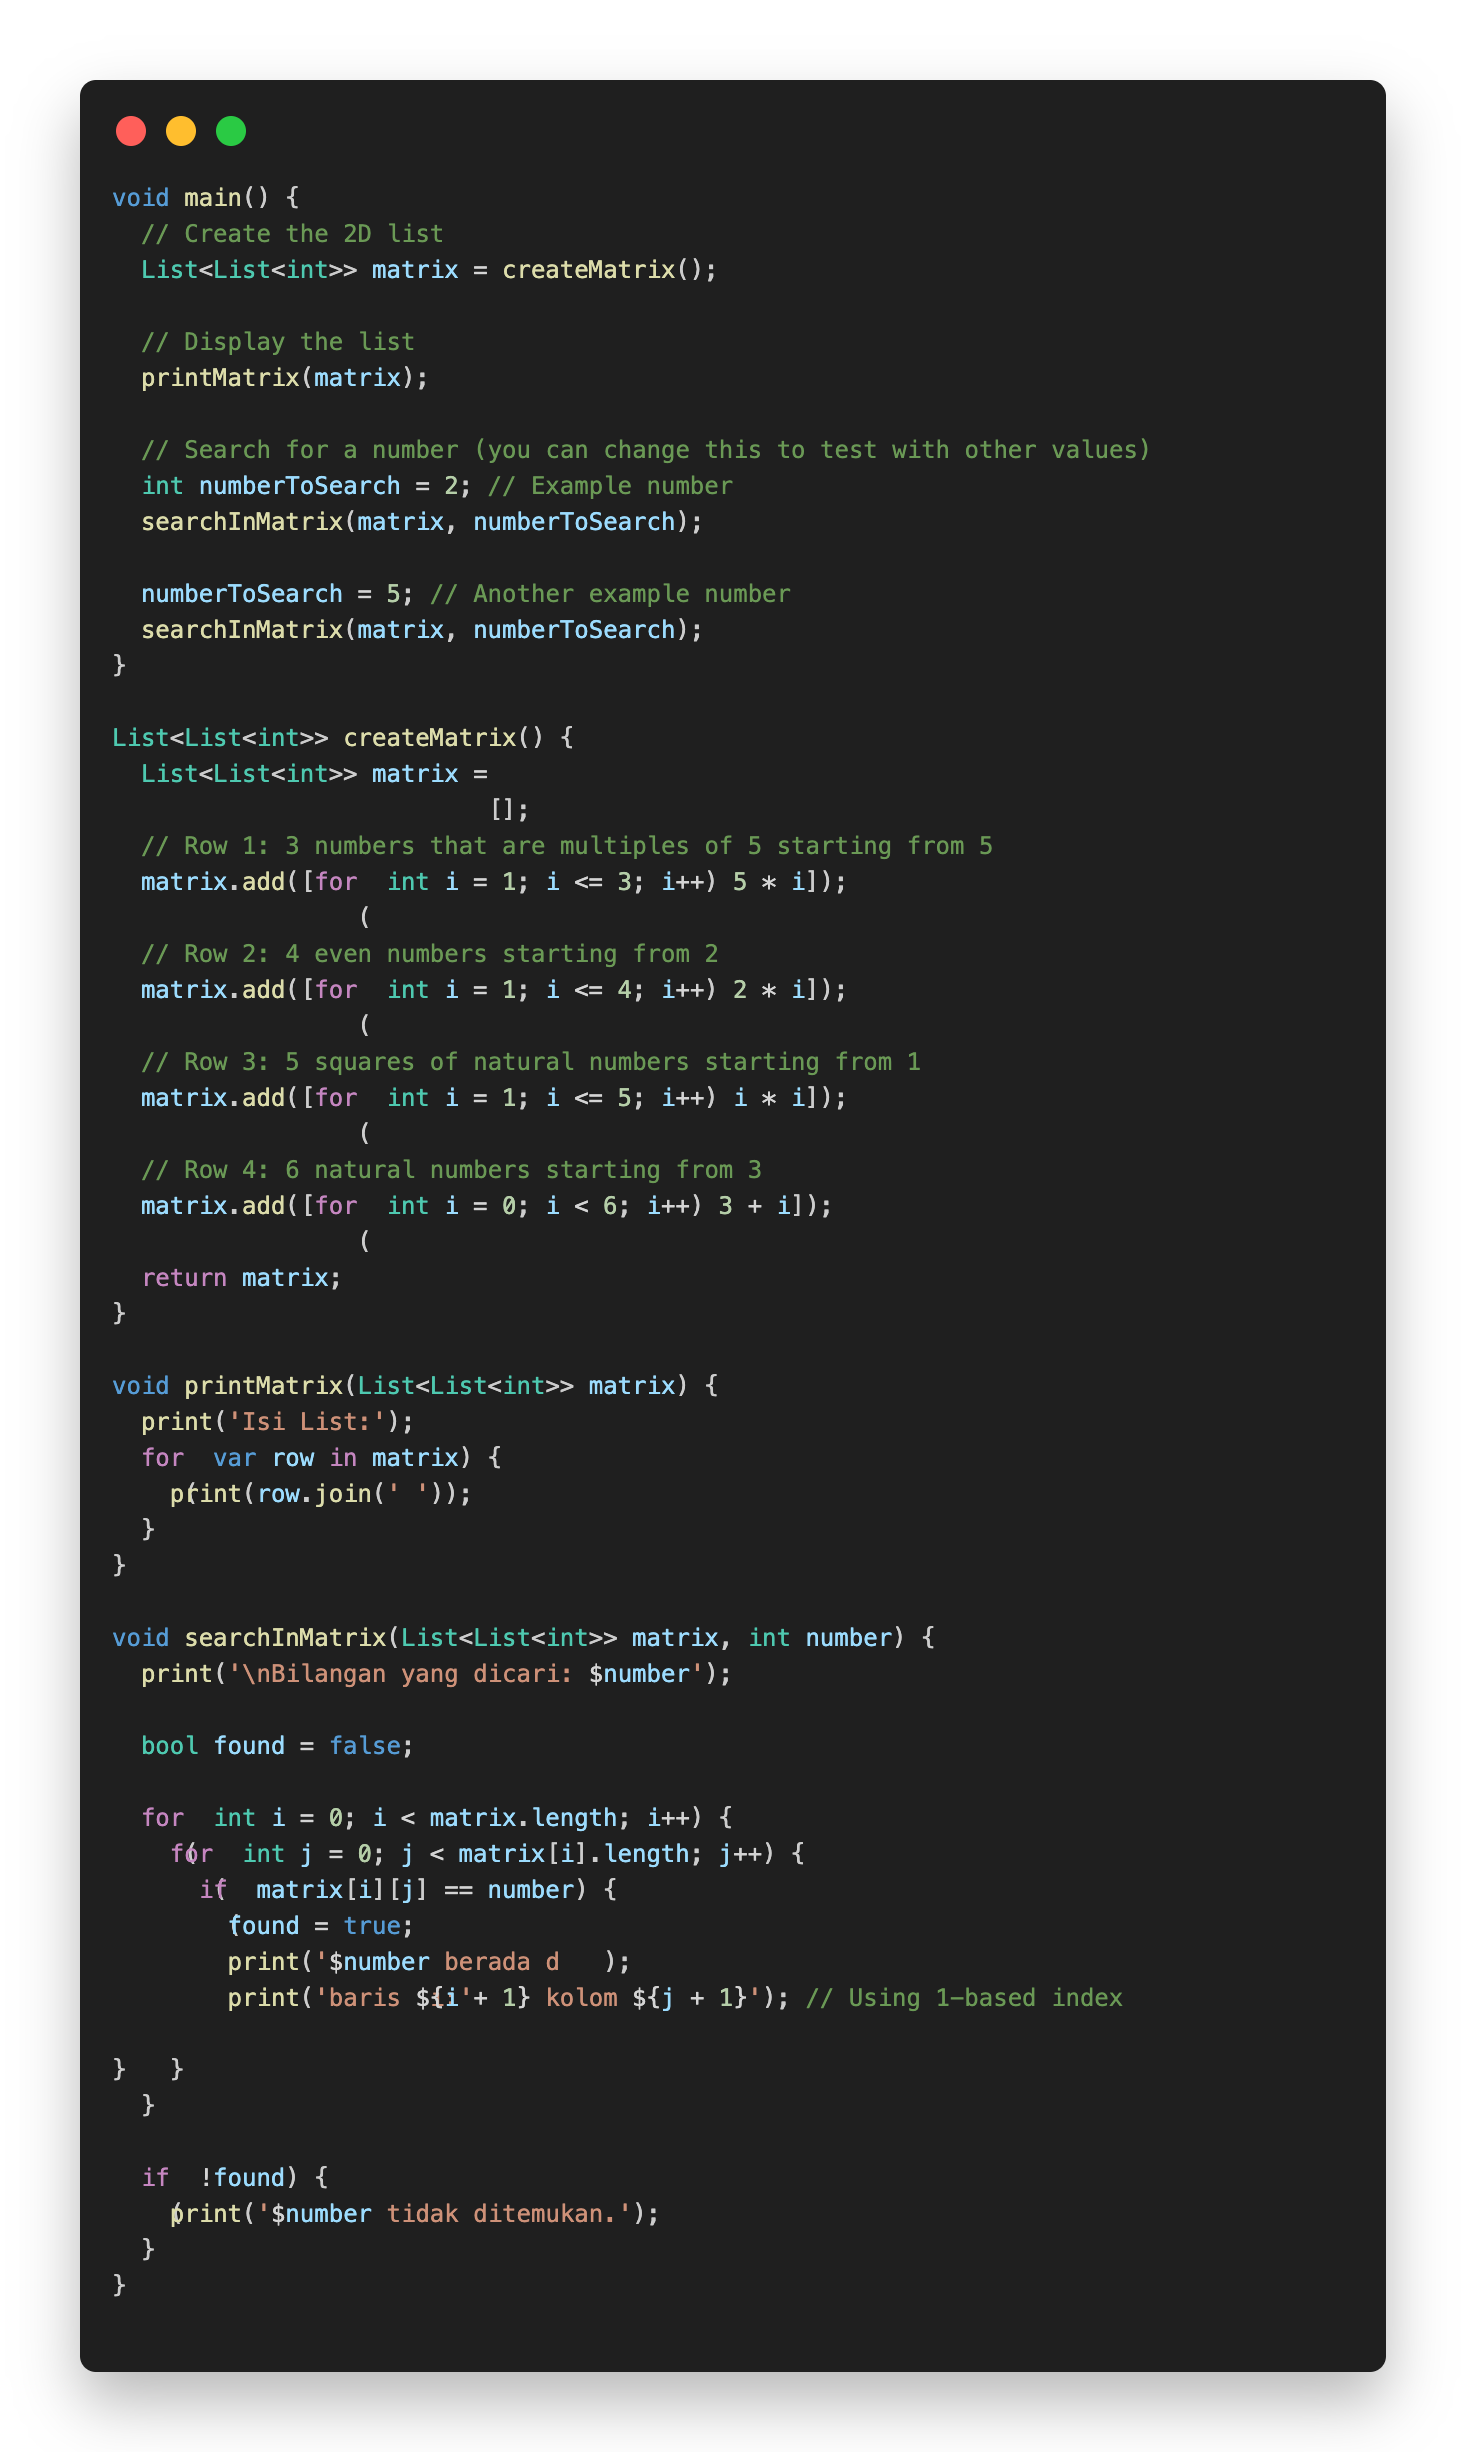 void main() {
  // Create the 2D list
  List<List<int>> matrix = createMatrix();

  // Display the list
  printMatrix(matrix);

  // Search for a number (you can change this to test with other values)
  int numberToSearch = 2; // Example number
  searchInMatrix(matrix, numberToSearch);

  numberToSearch = 5; // Another example number
  searchInMatrix(matrix, numberToSearch);
}

List<List<int>> createMatrix() {
  List<List<int>> matrix =
                          [];
  // Row 1: 3 numbers that are multiples of 5 starting from 5
  matrix.add([for  int i = 1; i <= 3; i++) 5 * i]);
                 (
  // Row 2: 4 even numbers starting from 2
  matrix.add([for  int i = 1; i <= 4; i++) 2 * i]);
                 (
  // Row 3: 5 squares of natural numbers starting from 1
  matrix.add([for  int i = 1; i <= 5; i++) i * i]);
                 (
  // Row 4: 6 natural numbers starting from 3
  matrix.add([for  int i = 0; i < 6; i++) 3 + i]);
                 (
  return matrix;
}

void printMatrix(List<List<int>> matrix) {
  print('Isi List:');
  for  var row in matrix) {
     (
    print(row.join(' '));
  }
}

void searchInMatrix(List<List<int>> matrix, int number) {
  print('\nBilangan yang dicari: $number');

  bool found = false;

  for  int i = 0; i < matrix.length; i++) {
     (
    for  int j = 0; j < matrix[i].length; j++) {
       (
      if  matrix[i][j] == number) {
        (
        found = true;
        print('$number berada d   );
                      i:'
        print('baris ${i + 1} kolom ${j + 1}'); // Using 1-based index

}   }
  }

  if  !found) {
    (
    print('$number tidak ditemukan.');
  }
}